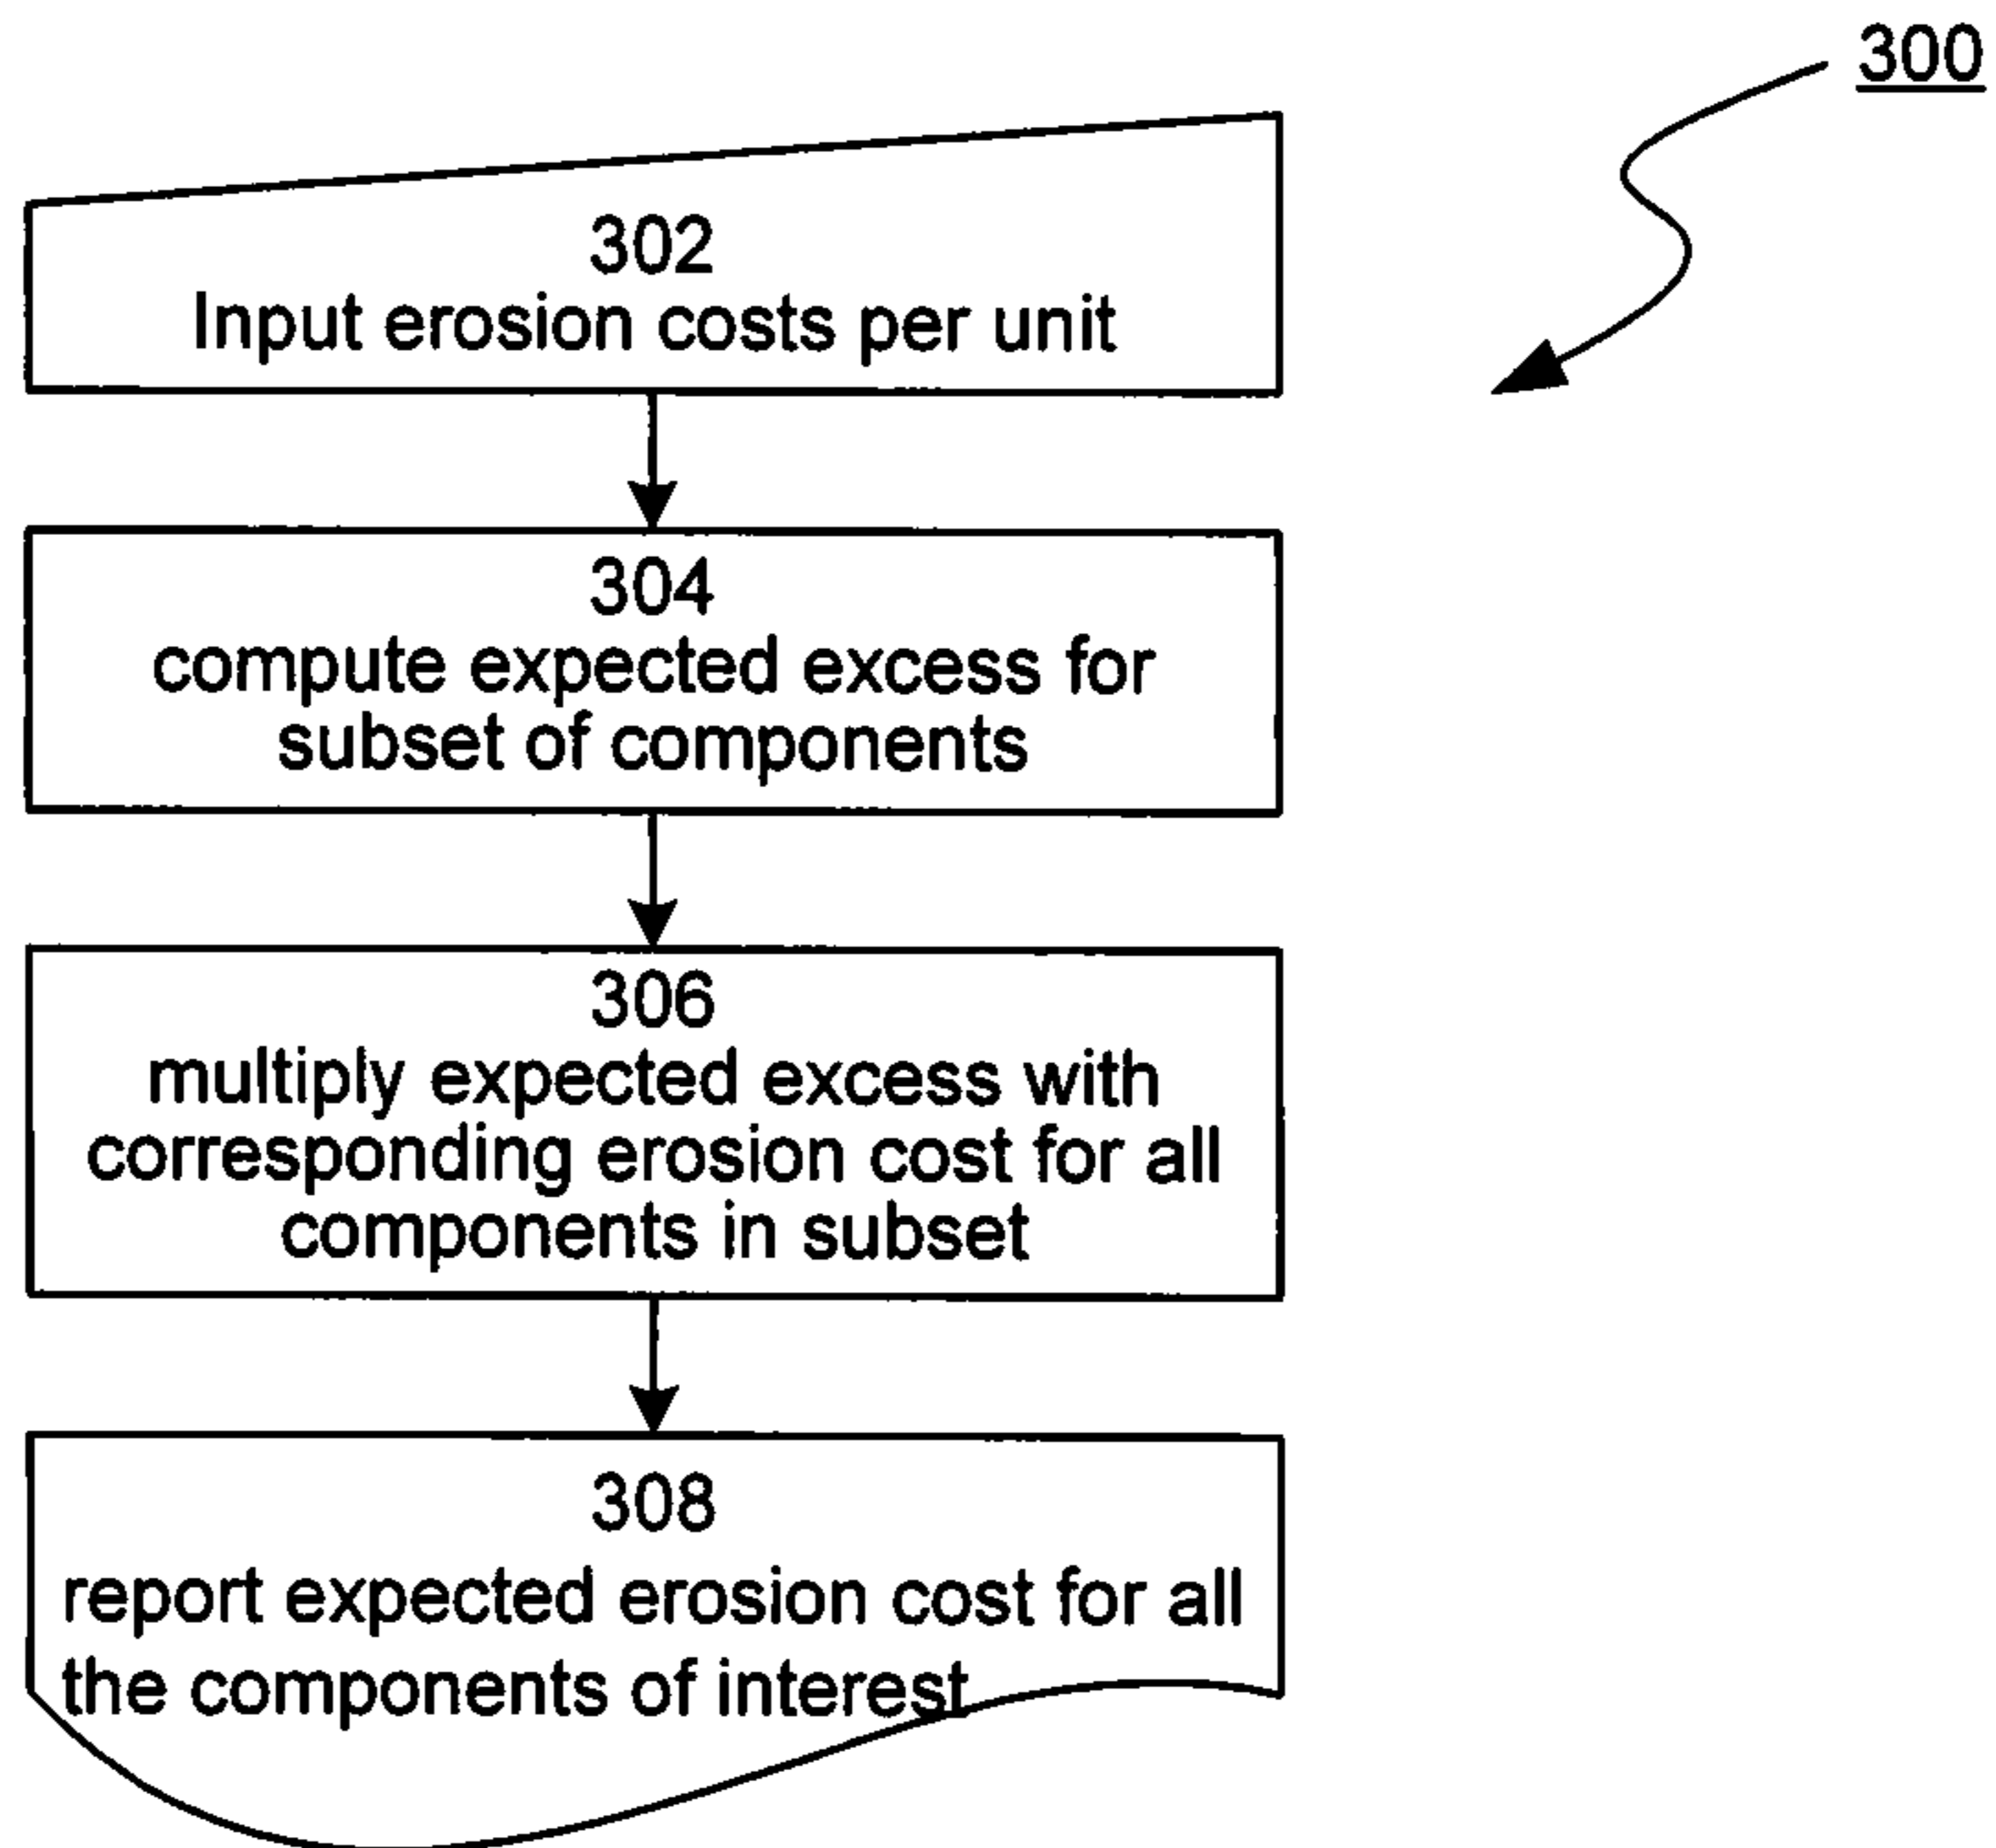 300
302
Input erosion costs per unit
304
compute expected excess for
subset of components
306
multiply expected excess with
corresponding erosion cost for all
components in subset
308
report expected erosion cost for all
the components of interest